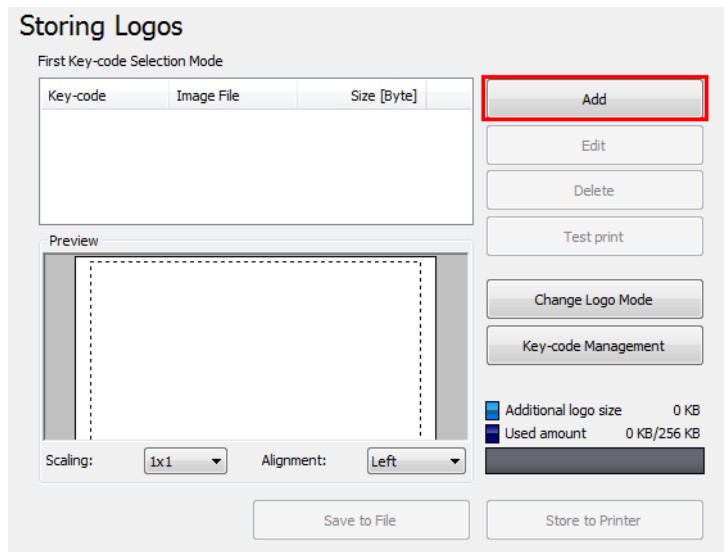 Storing Logos
First Key-code Selection Mode
Key-code Image File Size [Byte]
Add
Edit
Delete
Test print
Preview
Change Logo Mode
Key-code Management
Additional logo size 0 KB
Used amount 0 KB/256 KB
Scaling: 1x1 Alignment: Left
Save to File Store to Printer